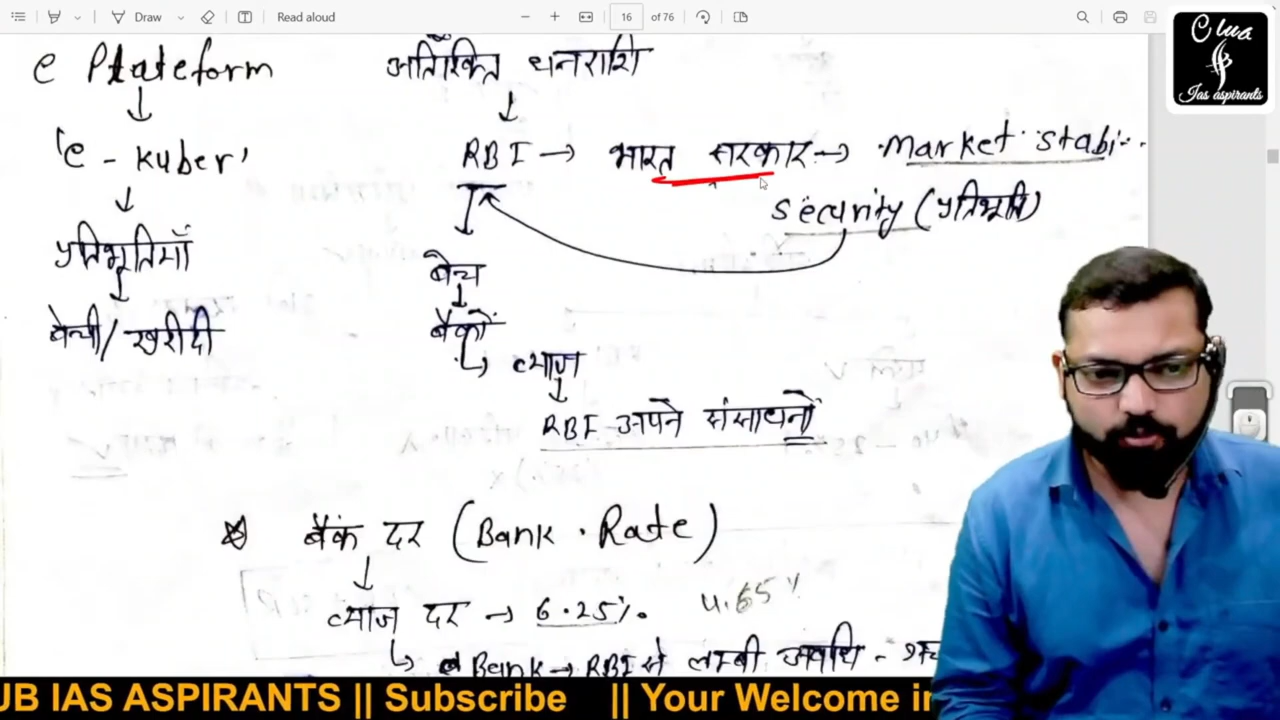 Draw
Read aloud
16 of 76
Club
Ias aspirants
e Plateform
अतिरिक्त धनराशि
'e - kuber'
RBI → भारत सरकार → market stabi..
security (प्रतिभूति)
प्रतिभूतियाँ
बेच
बेची/खरीदी
बैंकों
ब्याज
RBI अपने संसाधनों
बैंक दर (Bank . Rate)
ब्याज दर → 6.25%. 4.65%
Bank → RBI से लम्बी अवधि -
UB IAS ASPIRANTS || Subscribe || Your Welcome in